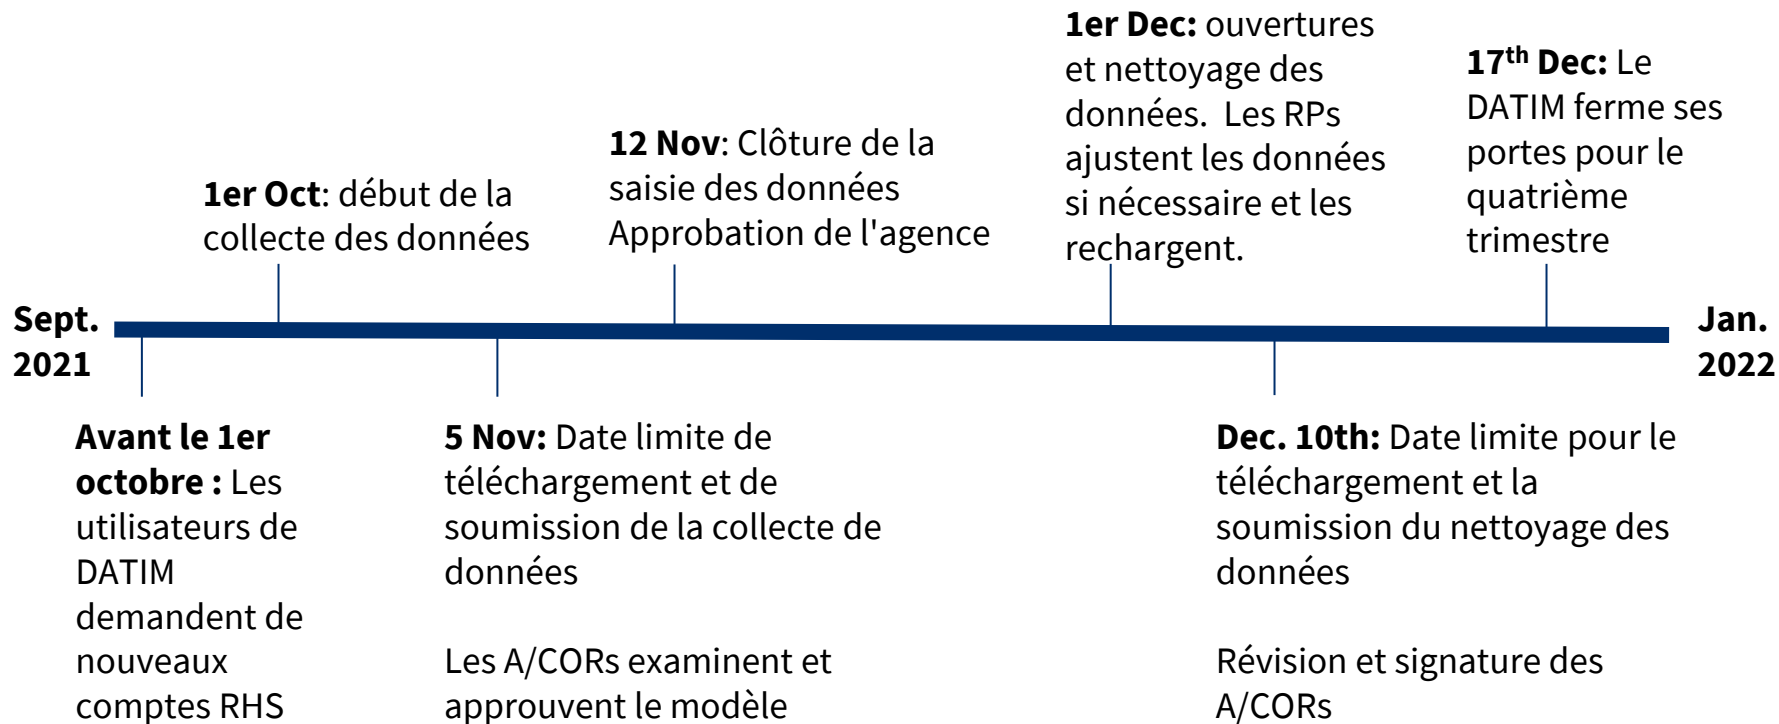 1er Oct: début de la
collecte des données
12 Nov: Clôture de la
saisie des données
Approbation de l'agence
1er Dec: ouvertures
et nettoyage des
données.  Les RPs
ajustent les données
si nécessaire et les
rechargent.
17th Dec: Le
DATIM ferme ses
portes pour le
quatrième
trimestre
Sept.
2021
Jan.
2022
Avant le 1er
octobre : Les
utilisateurs de
DATIM
demandent de
nouveaux
comptes RHS
5 Nov: Date limite de
téléchargement et de
soumission de la collecte de
données
Les A/CORs examinent et
approuvent le modèle
Dec. 10th: Date limite pour le
téléchargement et la
soumission du nettoyage des
données
Révision et signature des
A/CORs